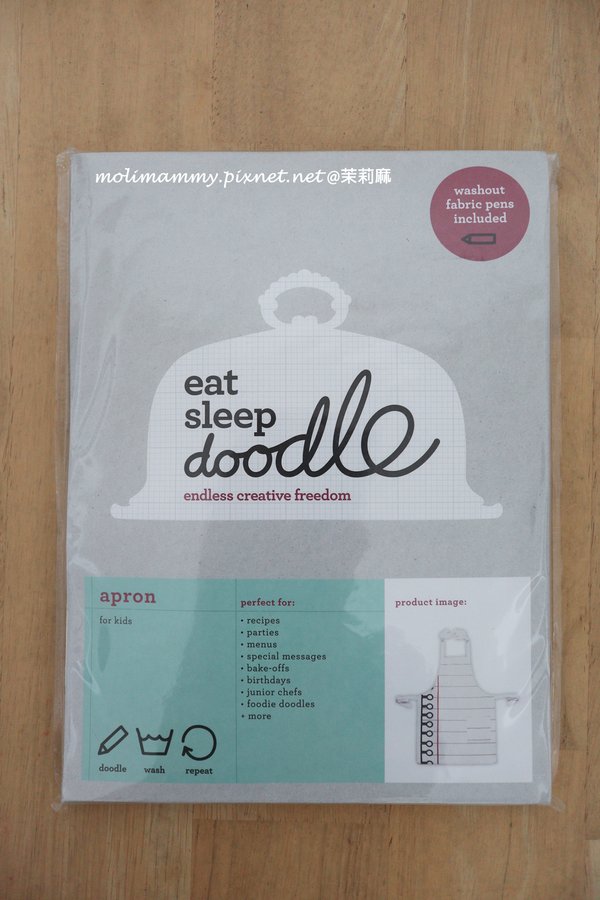 molimammy.pixnet.net@茉莉麻
washout
fabric pens
included
eat
sleep
doodle
endless creative freedom
apron
for kids
doodle
wash
repeat
perfect for:
• recipes
• parties
• menus
• special messages
• bake-offs
• birthdays
• junior chefs
• foodie doodles
• more
product image: